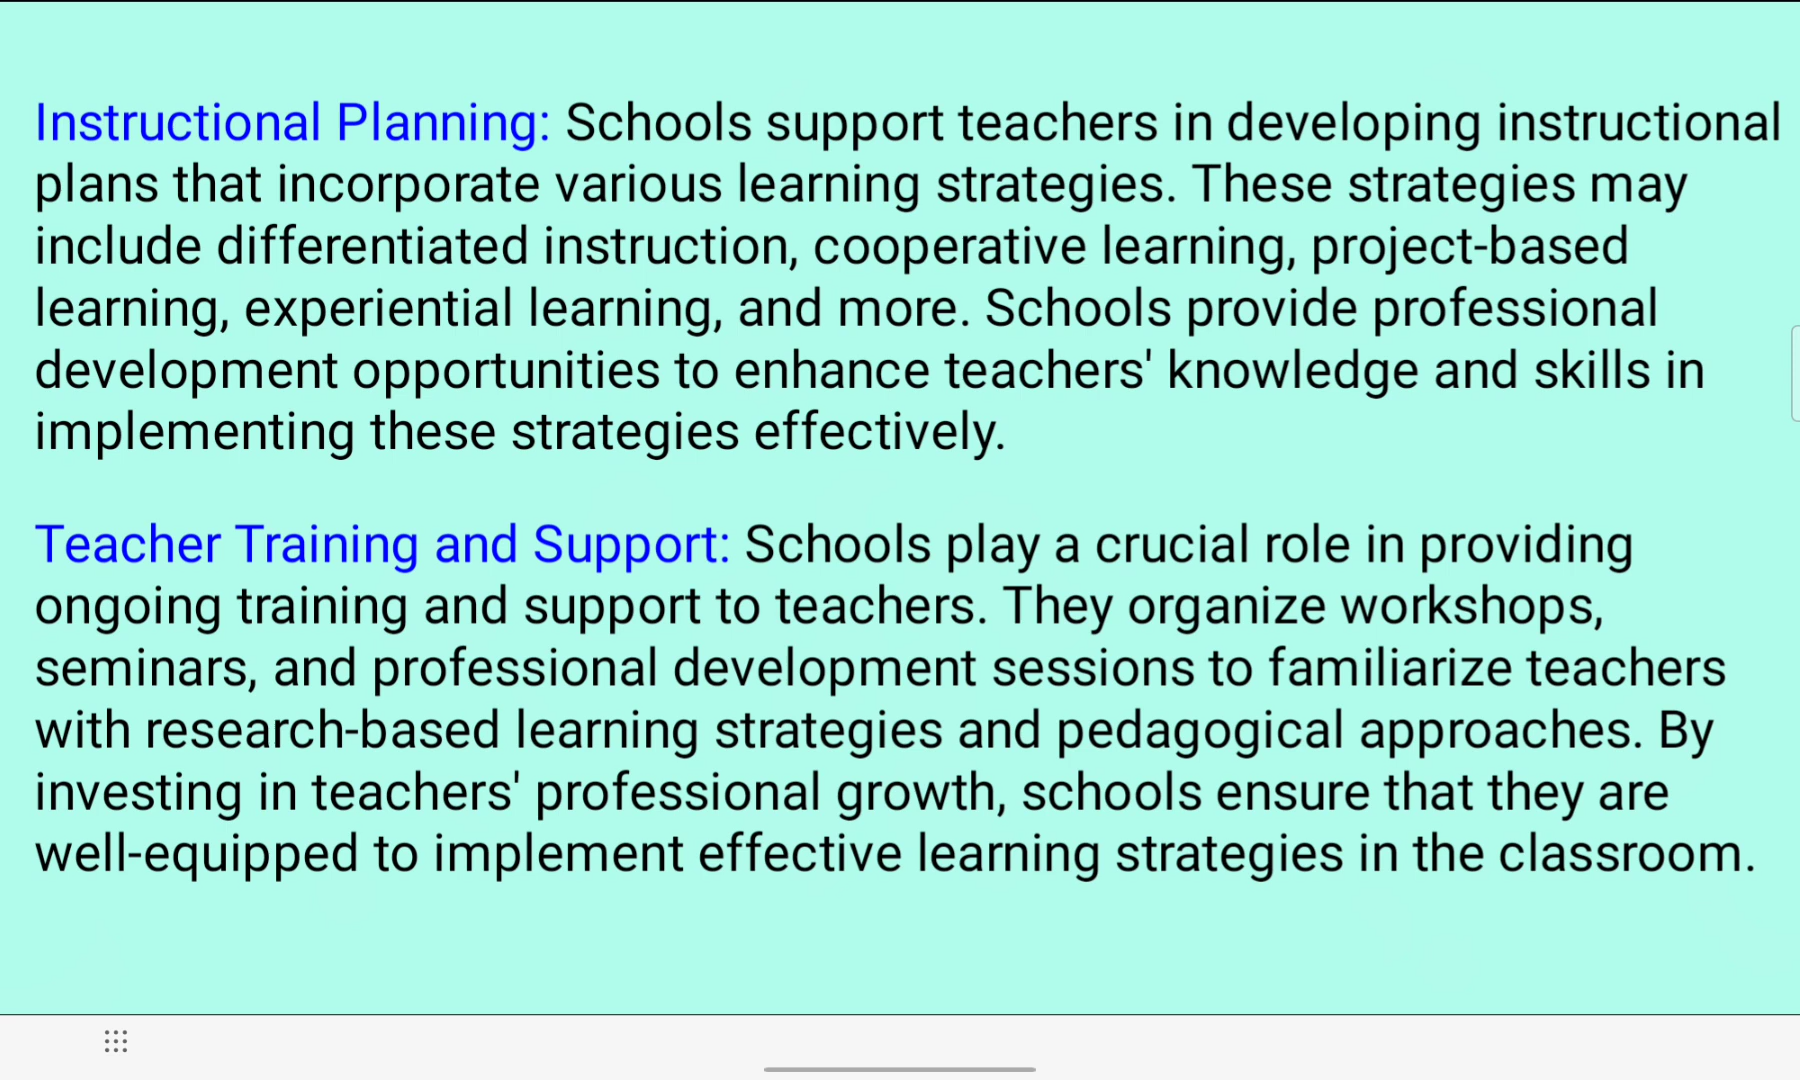 Instructional Planning: Schools support teachers in developing instructional
plans that incorporate various learning strategies. These strategies may
include differentiated instruction, cooperative learning, project-based
learning, experiential learning, and more. Schools provide professional
development opportunities to enhance teachers' knowledge and skills in
implementing these strategies effectively.
Teacher Training and Support: Schools play a crucial role in providing
ongoing training and support to teachers. They organize workshops,
seminars, and professional development sessions to familiarize teachers
with research-based learning strategies and pedagogical approaches. By
investing in teachers' professional growth, schools ensure that they are
well-equipped to implement effective learning strategies in the classroom.